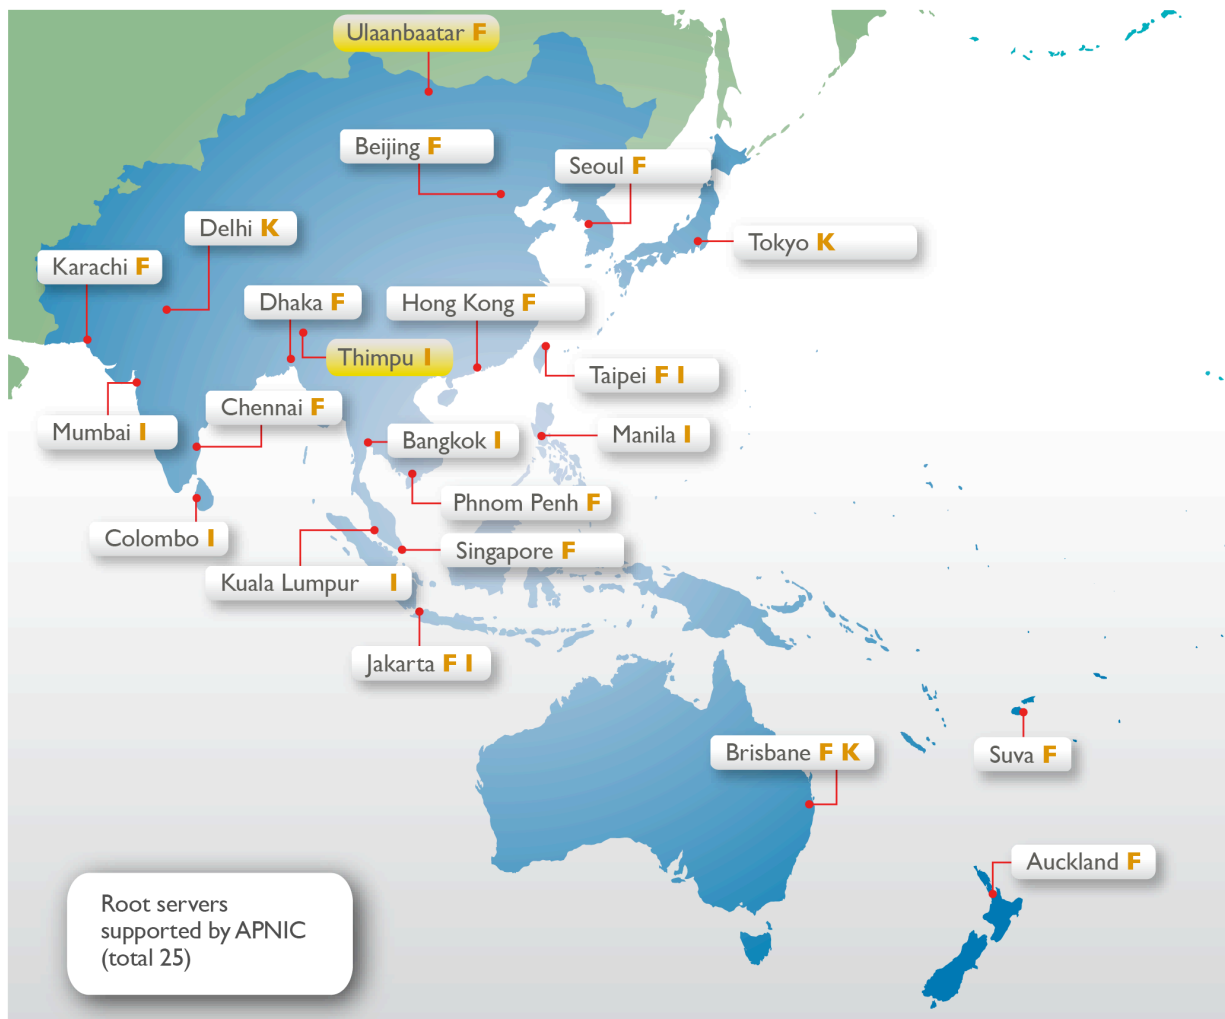 Ulaanbaatar F
Beijing F
Seoul F
Delhi K
Tokyo K
Karachi F
Dhaka F
Hong Kong F
Thimpu I
Taipei F I
Chennai F
Mumbai I
Bangkok I
Manila I
Phnom Penh F
Colombo I
Singapore F
Kuala Lumpur I
Jakarta F I
Brisbane F K
Suva F
Auckland F
Root servers
supported by APNIC
(total 25)